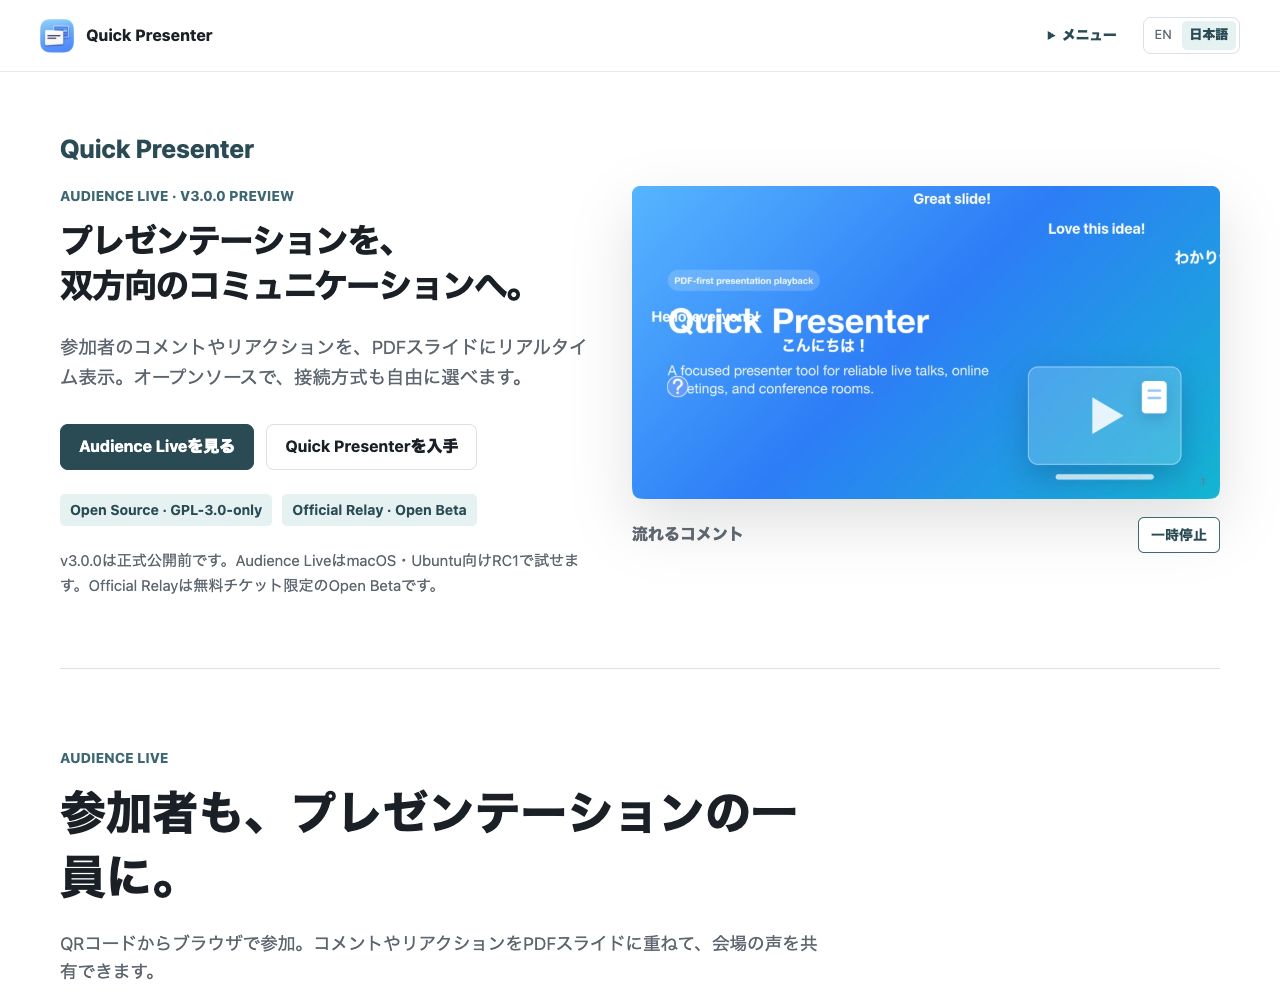 Quick Presenter
メニュー
EN
日本語
Quick Presenter
AUDIENCE LIVE · V3.0.0 PREVIEW
プレゼンテーションを、
双方向のコミュニケーションへ。
参加者のコメントやリアクションを、PDFスライドにリアルタイ
ム表示。オープンソースで、接続方式も自由に選べます。
Audience Liveを見る
Quick Presenterを入手
Open Source · GPL-3.0-only
Official Relay · Open Beta
v3.0.0は正式公開前です。Audience LiveはmacOS・Ubuntu向けRC1で試せま
す。Official Relayは無料チケット限定のOpen Betaです。
Great slide!
Love this idea!
わかり
PDF-first presentation playback
Hello everyone!
Quick Presenter
こんにちは！
A focused presenter tool for reliable live talks, online
?
etings, and conference rooms.
流れるコメント
一時停止
AUDIENCE LIVE
参加者も、プレゼンテーションの一
員に。
QRコードからブラウザで参加。コメントやリアクションをPDFスライドに重ねて、会場の声を共
有できます。